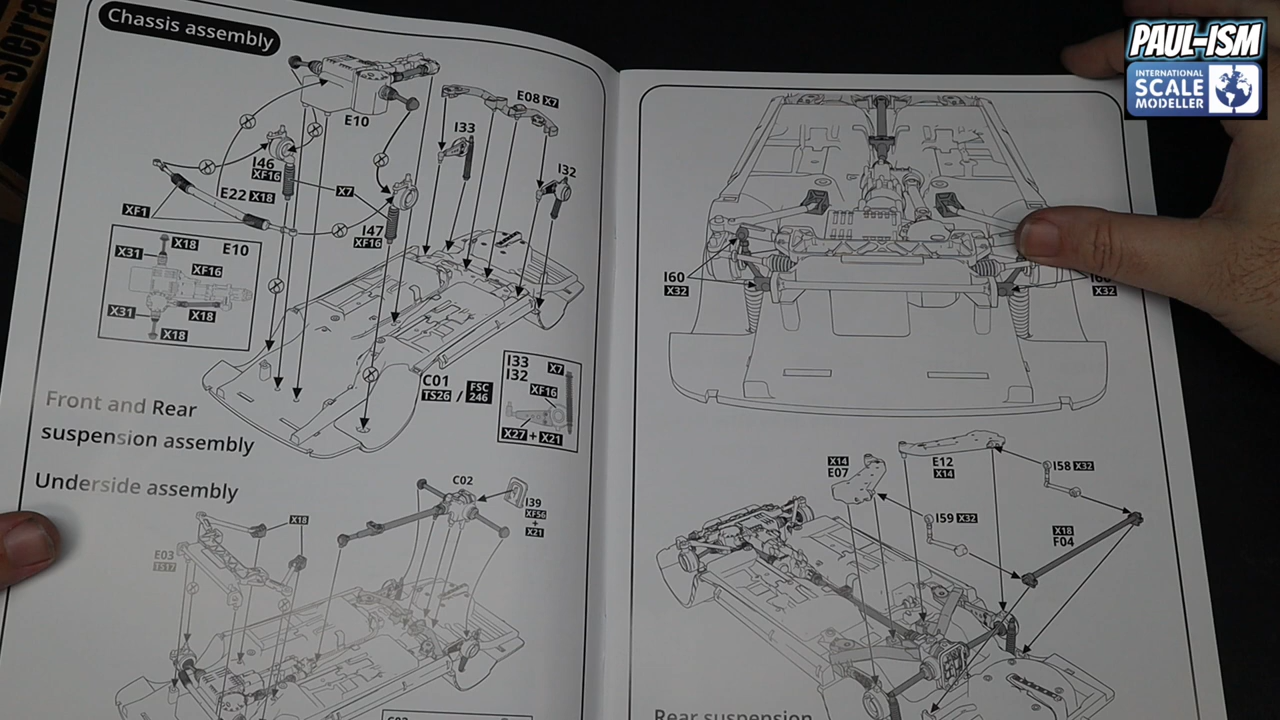 PAUL-ISM
INTERNATIONAL
SCALE
MODELLER
Sierra
Chassis assembly
E10
E08 X7
I33
I32
I46
XF16
E22 X18
X7
XF1
I47
XF16
X18
E10
X31
XF16
X31
X18
X18
C01
TS26 / FSC 246
I33
I32
X7
XF16
X27 + X21
Front and Rear
suspension assembly
Underside assembly
C02
I39
XF56
+
X21
X18
E03
I60
X32
X32
X14
E07
E12
X14
I58 X32
I59 X32
X18
F04
Rear suspension